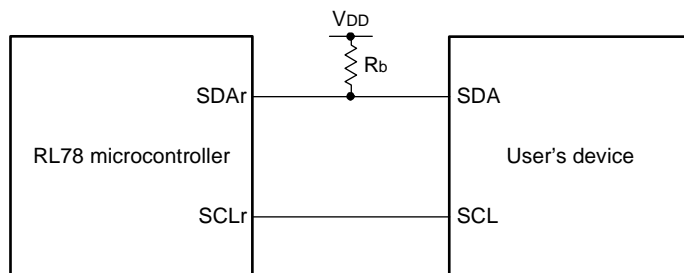 VDD
Rb
SDAr
SDA
RL78 microcontroller
User's device
SCLr
SCL